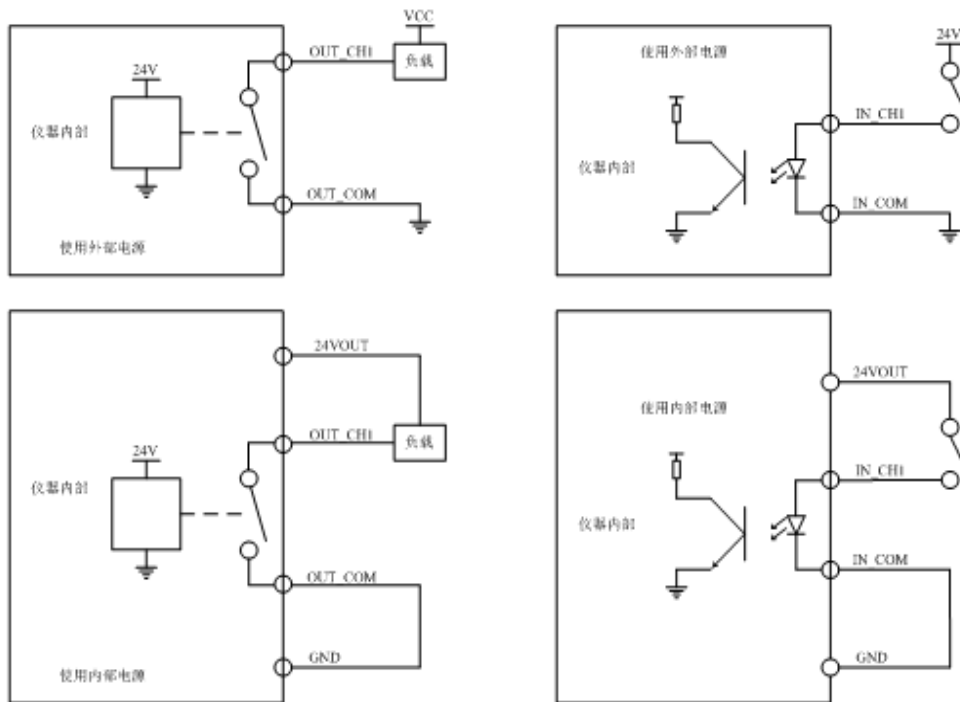 VCC
OUT_CH1
负载
24V
仪器内部
OUT_COM
使用外部电源
24V
使用外部电源
IN_CH1
仪器内部
IN_COM
24VOUT
OUT_CH1
负载
24V
仪器内部
OUT_COM
GND
使用内部电源
24VOUT
使用内部电源
IN_CH1
仪器内部
IN_COM
GND